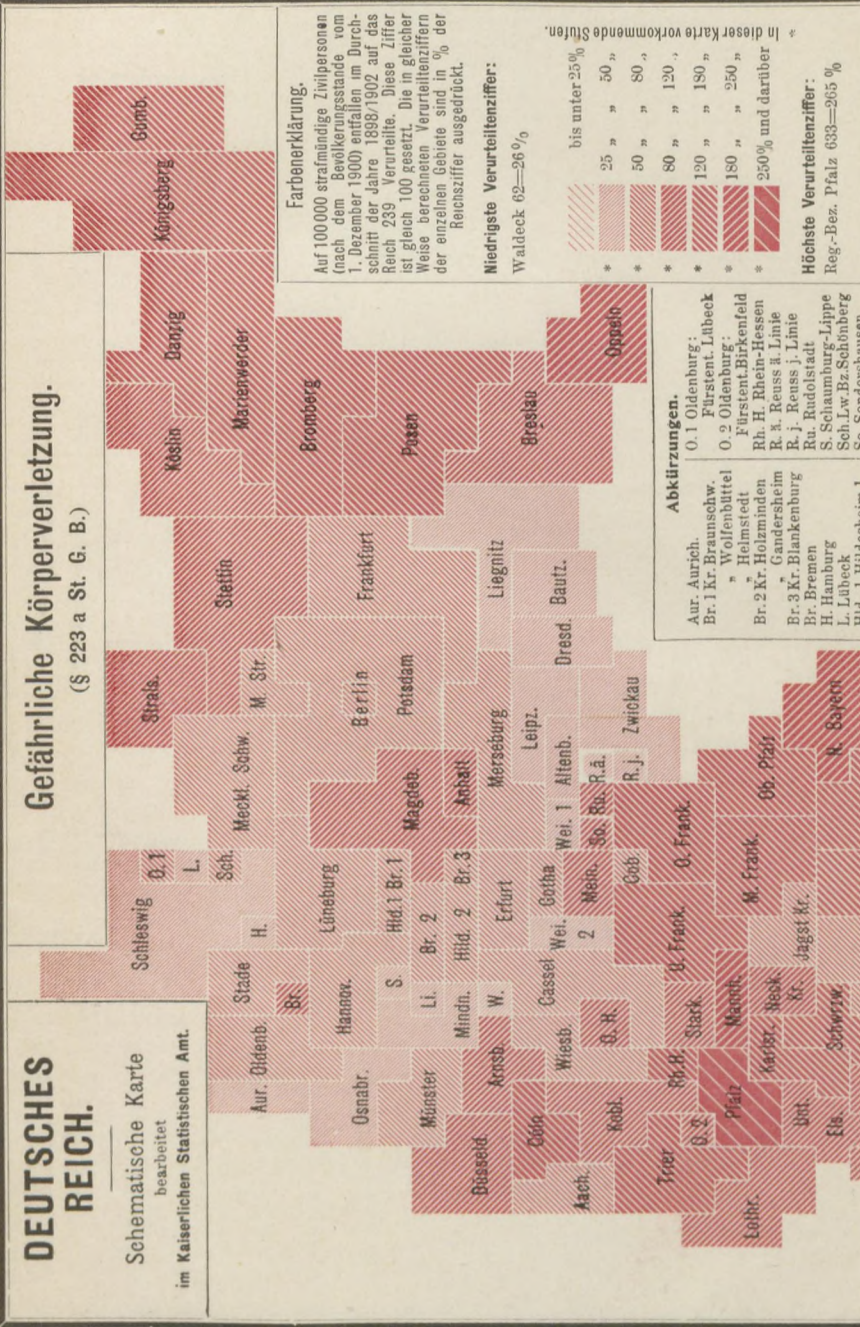 DEUTSCHES
REICH.
Schematische Karte
bearbeitet
im Kaiserlichen Statistischen Amt.
Gefährliche Körperverletzung.
(§ 223 a St. G. B.)
Farbenerklärung.
Auf 100000 strafmündige Zivilpersonen
(nach dem Bevölkerungsstande vom
1. Dezember 1900) entfallen im Durch-
schnitt der Jahre 1898/1902 auf das
Reich 239 Verurteilte. Diese Ziffer
ist gleich 100 gesetzt. Die in gleicher
Weise berechneten Verurteiltenziffern
der einzelnen Gebiete sind in % der
Reichsziffer ausgedrückt.
Niedrigste Verurteiltenziffer:
Waldeck 62=26%
bis unter 25%
* 25 „ „ 50 „
* 50 „ „ 80 „
* 80 „ „ 120 „
* 120 „ „ 180 „
* 180 „ „ 250 „
* 250% und darüber
* In dieser Karte vorkommende Stufen.
Höchste Verurteiltenziffer:
Reg.-Bez. Pfalz 633=265 %
Gumb.
Königsberg
Danzig
Marienwerder
Köslin
Bromberg
Posen
Oppeln
Breslau
Stettin
Frankfurt
Liegnitz
Bautz.
Strals.
M. Str.
Berlin
Potsdam
Merseburg
Leipz.
Dresd.
Zwickau
Meckl. Schw.
Magdeb.
Anhalt
Altenb.
R.ä.
R.j.
Ob. Pfalz
N. Bayern
Schleswig
O. 1
L.
Sch.
H.
Lüneburg
Hld.1 Br.1
Br. 2
Hild. 2 Br. 3
Erfurt
Gotha
Wei. 1
So. Ru.
Wei.
2
Mein.
Cob.
O. Frank.
U. Frank.
M. Frank.
Jagst Kr.
Stade
Br.
Hannov.
S.
Li.
Mindn.
W.
Cassel
O. H.
Stark.
Mannh.
Neck.
Kr.
Schwrzw.
Aur. Oldenb.
Osnabr.
Münster
Arnsb.
Wiesb.
Rh.H.
Karlsr.
Düsseld.
Cöln
Kobl.
O. 2
Pfalz
Unt.
Els.
Aach.
Trier
Lothr.
Abkürzungen.
Aur. Aurich.
Br. 1 Kr. Braunschw.
„ Wolfenbüttel
„ Helmstedt
Br. 2 Kr. Holzminden
„ Gandersheim
Br. 3 Kr. Blankenburg
Br. Bremen
H. Hamburg
L. Lübeck
O. 1 Oldenburg:
Fürstent. Lübeck
O. 2 Oldenburg:
Fürstent.Birkenfeld
Rh. H. Rhein-Hessen
R. ä. Reuss ä. Linie
R. j. Reuss j. Linie
Ru. Rudolstadt
S. Schaumburg-Lippe
Sch.Lw.Bz.Schönberg